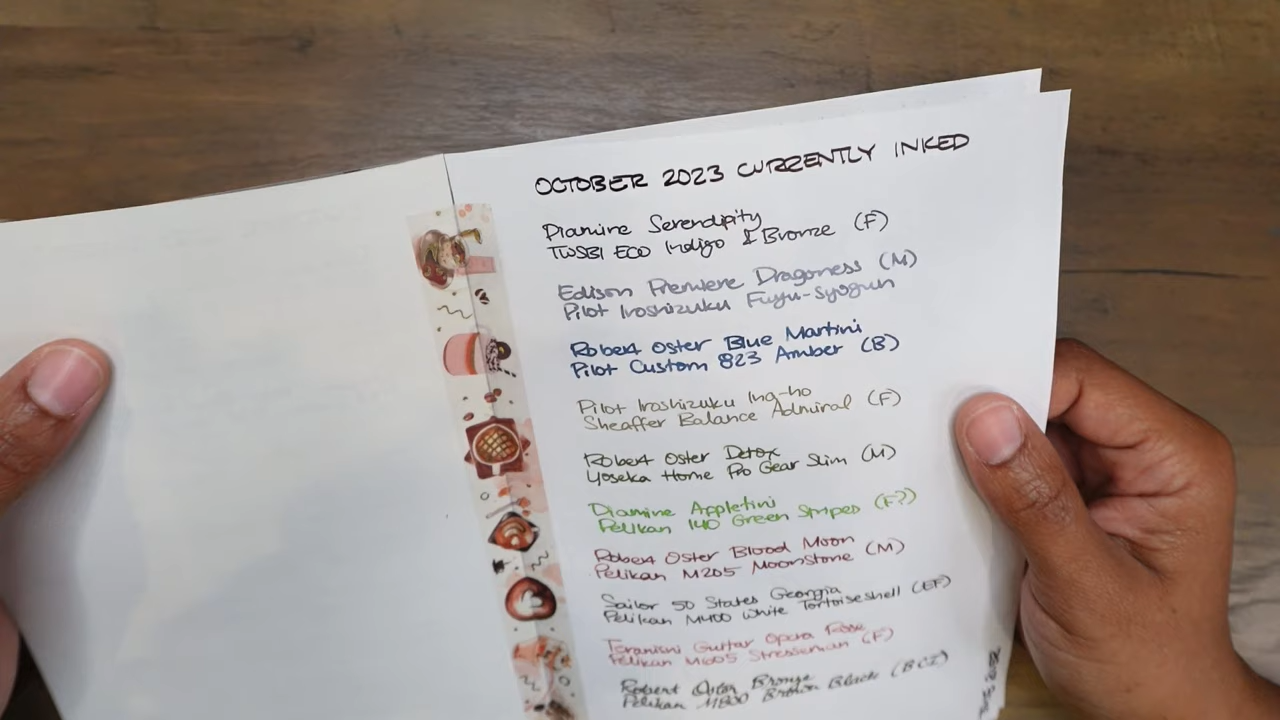 OCTOBER 2023 CURRENTLY INKED
Diamine Serendipity
TWSBI ECO Indigo & Bronze (F)
Edison Premiere Dragoness (M)
Pilot Iroshizuku Fuyu-syogun
Robert Oster Blue Martini
Pilot Custom 823 Amber (B)
Pilot Iroshizuku Ina-ho
Sheaffer Balance Admiral (F)
Robert Oster Detox
Yoseka Home Pro Gear Slim (M)
Diamine Appletini
Pelikan 140 Green Stripes (F?)
Robert Oster Blood Moon
Pelikan M205 Moonstone (M)
Sailor 50 States Georgia
Pelikan M400 White Tortoiseshell (EF)
Teranishi Guitar Opera Rose
Pelikan M605 Stresseman (F)
Robert Oster Bronze
Pelikan M800 Brown Black (BCI)